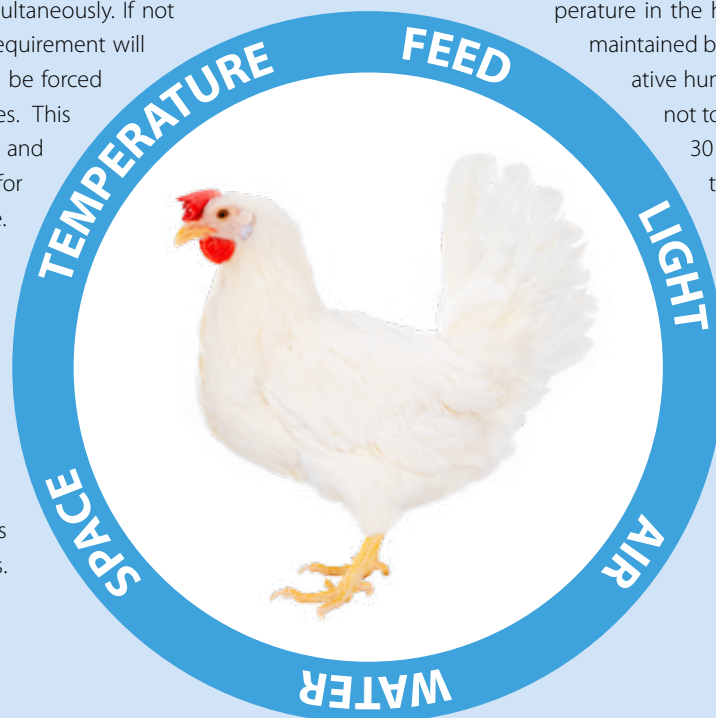 ultaneously. If not
equirement will
be forced
es. This
and
for
e.
s
s.
perature in the h
maintained b
ative hu
not to
30
t
TEMPERATURE
FEED
LIGHT
AIR
WATER
SPACE